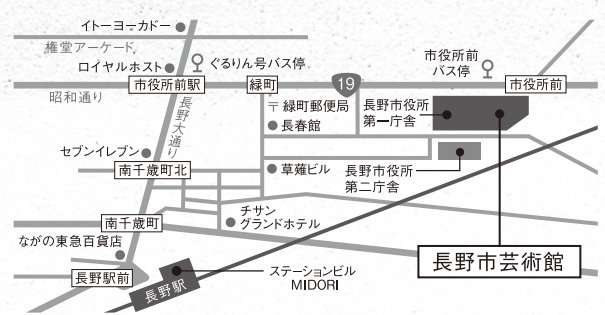 イトーヨーカドー
権堂アーケード
ロイヤルホスト
ぐるりん号バス停
市役所前
バス停
19
市役所前駅
緑町
市役所前
昭和通り
長野大通り
〒緑町郵便局
長春館
長野市役所
第一庁舎
セブンイレブン
南千歳町北
草薙ビル
長野市役所
第二庁舎
南千歳町
チサン
グランドホテル
ながの東急百貨店
長野市芸術館
長野駅前
長野駅
ステーションビル
MIDORI